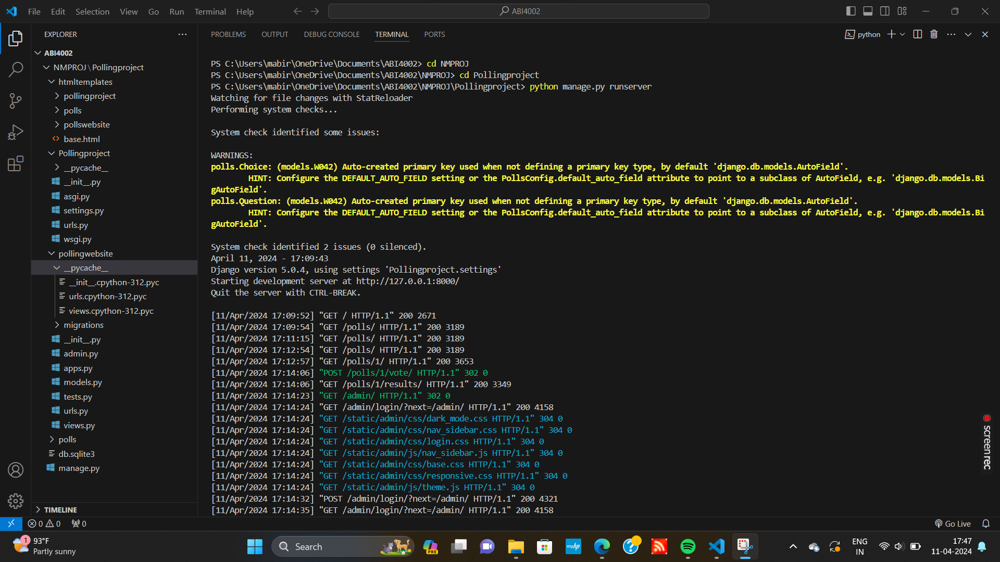 File Edit Selection View Go Run Terminal Help
ABI4002
EXPLORER
ABI4002
NMPROJ\Pollingproject
htmltemplates
pollingproject
polls
pollswebsite
base.html
Pollingproject
__pycache__
__init__.py
asgi.py
settings.py
urls.py
wsgi.py
pollingwebsite
__pycache__
__init__.cpython-312.pyc
urls.cpython-312.pyc
views.cpython-312.pyc
migrations
__init__.py
admin.py
apps.py
models.py
tests.py
urls.py
views.py
polls
db.sqlite3
manage.py
TIMELINE
PROBLEMS OUTPUT DEBUG CONSOLE TERMINAL PORTS
python
PS C:\Users\mabir\OneDrive\Documents\ABI4002> cd NMPROJ
PS C:\Users\mabir\OneDrive\Documents\ABI4002\NMPROJ> cd Pollingproject
PS C:\Users\mabir\OneDrive\Documents\ABI4002\NMPROJ\Pollingproject> python manage.py runserver
Watching for file changes with StatReloader
Performing system checks...
System check identified some issues:
WARNINGS:
polls.Choice: (models.W042) Auto-created primary key used when not defining a primary key type, by default 'django.db.models.AutoField'.
HINT: Configure the DEFAULT_AUTO_FIELD setting or the PollsConfig.default_auto_field attribute to point to a subclass of AutoField, e.g. 'django.db.models.Bi
gAutoField'.
polls.Question: (models.W042) Auto-created primary key used when not defining a primary key type, by default 'django.db.models.AutoField'.
HINT: Configure the DEFAULT_AUTO_FIELD setting or the PollsConfig.default_auto_field attribute to point to a subclass of AutoField, e.g. 'django.db.models.Bi
gAutoField'.
System check identified 2 issues (0 silenced).
April 11, 2024 - 17:09:43
Django version 5.0.4, using settings 'Pollingproject.settings'
Starting development server at http://127.0.0.1:8000/
Quit the server with CTRL-BREAK.
[11/Apr/2024 17:09:52] "GET / HTTP/1.1" 200 2671
[11/Apr/2024 17:09:54] "GET /polls/ HTTP/1.1" 200 3189
[11/Apr/2024 17:11:15] "GET /polls/ HTTP/1.1" 200 3189
[11/Apr/2024 17:12:54] "GET /polls/ HTTP/1.1" 200 3189
[11/Apr/2024 17:12:57] "GET /polls/1/ HTTP/1.1" 200 3653
[11/Apr/2024 17:14:06] "POST /polls/1/vote/ HTTP/1.1" 302 0
[11/Apr/2024 17:14:06] "GET /polls/1/results/ HTTP/1.1" 200 3349
[11/Apr/2024 17:14:23] "GET /admin/ HTTP/1.1" 302 0
[11/Apr/2024 17:14:24] "GET /admin/login/?next=/admin/ HTTP/1.1" 200 4158
[11/Apr/2024 17:14:24] "GET /static/admin/css/dark_mode.css HTTP/1.1" 304 0
[11/Apr/2024 17:14:24] "GET /static/admin/css/nav_sidebar.css HTTP/1.1" 304 0
[11/Apr/2024 17:14:24] "GET /static/admin/css/login.css HTTP/1.1" 304 0
[11/Apr/2024 17:14:24] "GET /static/admin/js/nav_sidebar.js HTTP/1.1" 304 0
[11/Apr/2024 17:14:24] "GET /static/admin/css/base.css HTTP/1.1" 304 0
[11/Apr/2024 17:14:24] "GET /static/admin/css/responsive.css HTTP/1.1" 304 0
[11/Apr/2024 17:14:24] "GET /static/admin/js/theme.js HTTP/1.1" 304 0
[11/Apr/2024 17:14:32] "POST /admin/login/?next=/admin/ HTTP/1.1" 200 4321
[11/Apr/2024 17:14:35] "GET /admin/login/?next=/admin/ HTTP/1.1" 200 4158
screenrec
0 0 0
Go Live
1
93°F
Partly sunny
Search
PRE
myhp
ENG
IN
17:47
11-04-2024